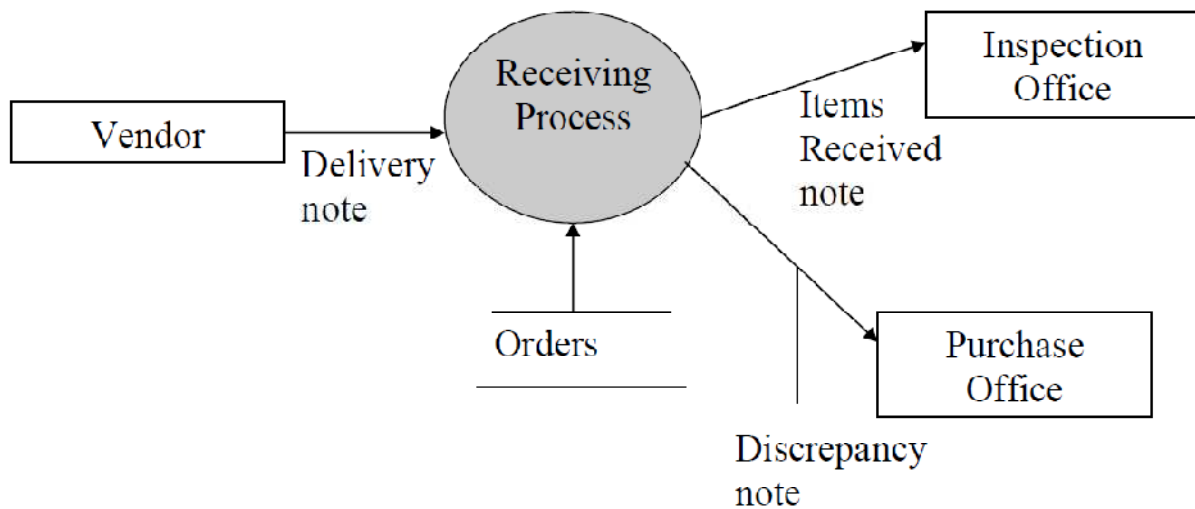 Vendor
Delivery
note
Receiving
Process
Orders
Inspection
Office
Items
Received
note
Purchase
Office
Discrepancy
note